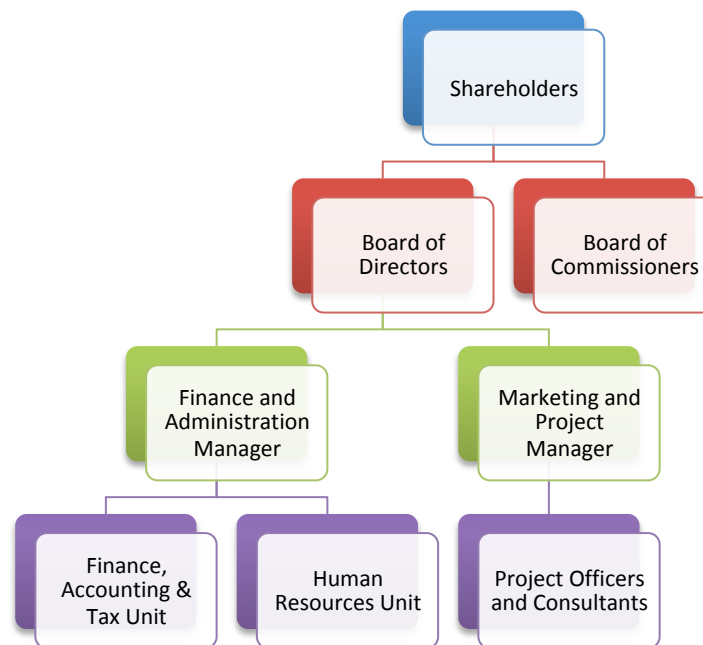 Shareholders
Board of
Directors
Board of
Commissioners
Finance and
Administration
Manager
Marketing and
Project
Manager
Finance,
Accounting &
Tax Unit
Human
Resources Unit
Project Officers
and Consultants